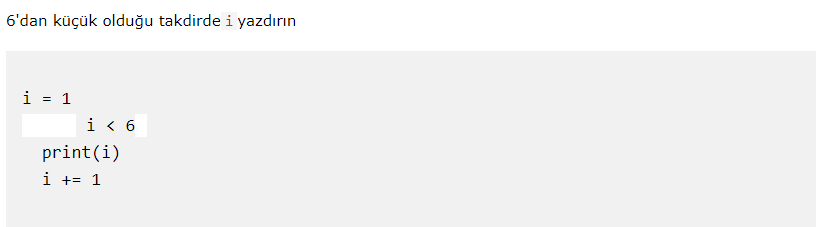 6'dan küçük olduğu takdirde i yazdırın
i = 1
i < 6
print(i)
i += 1